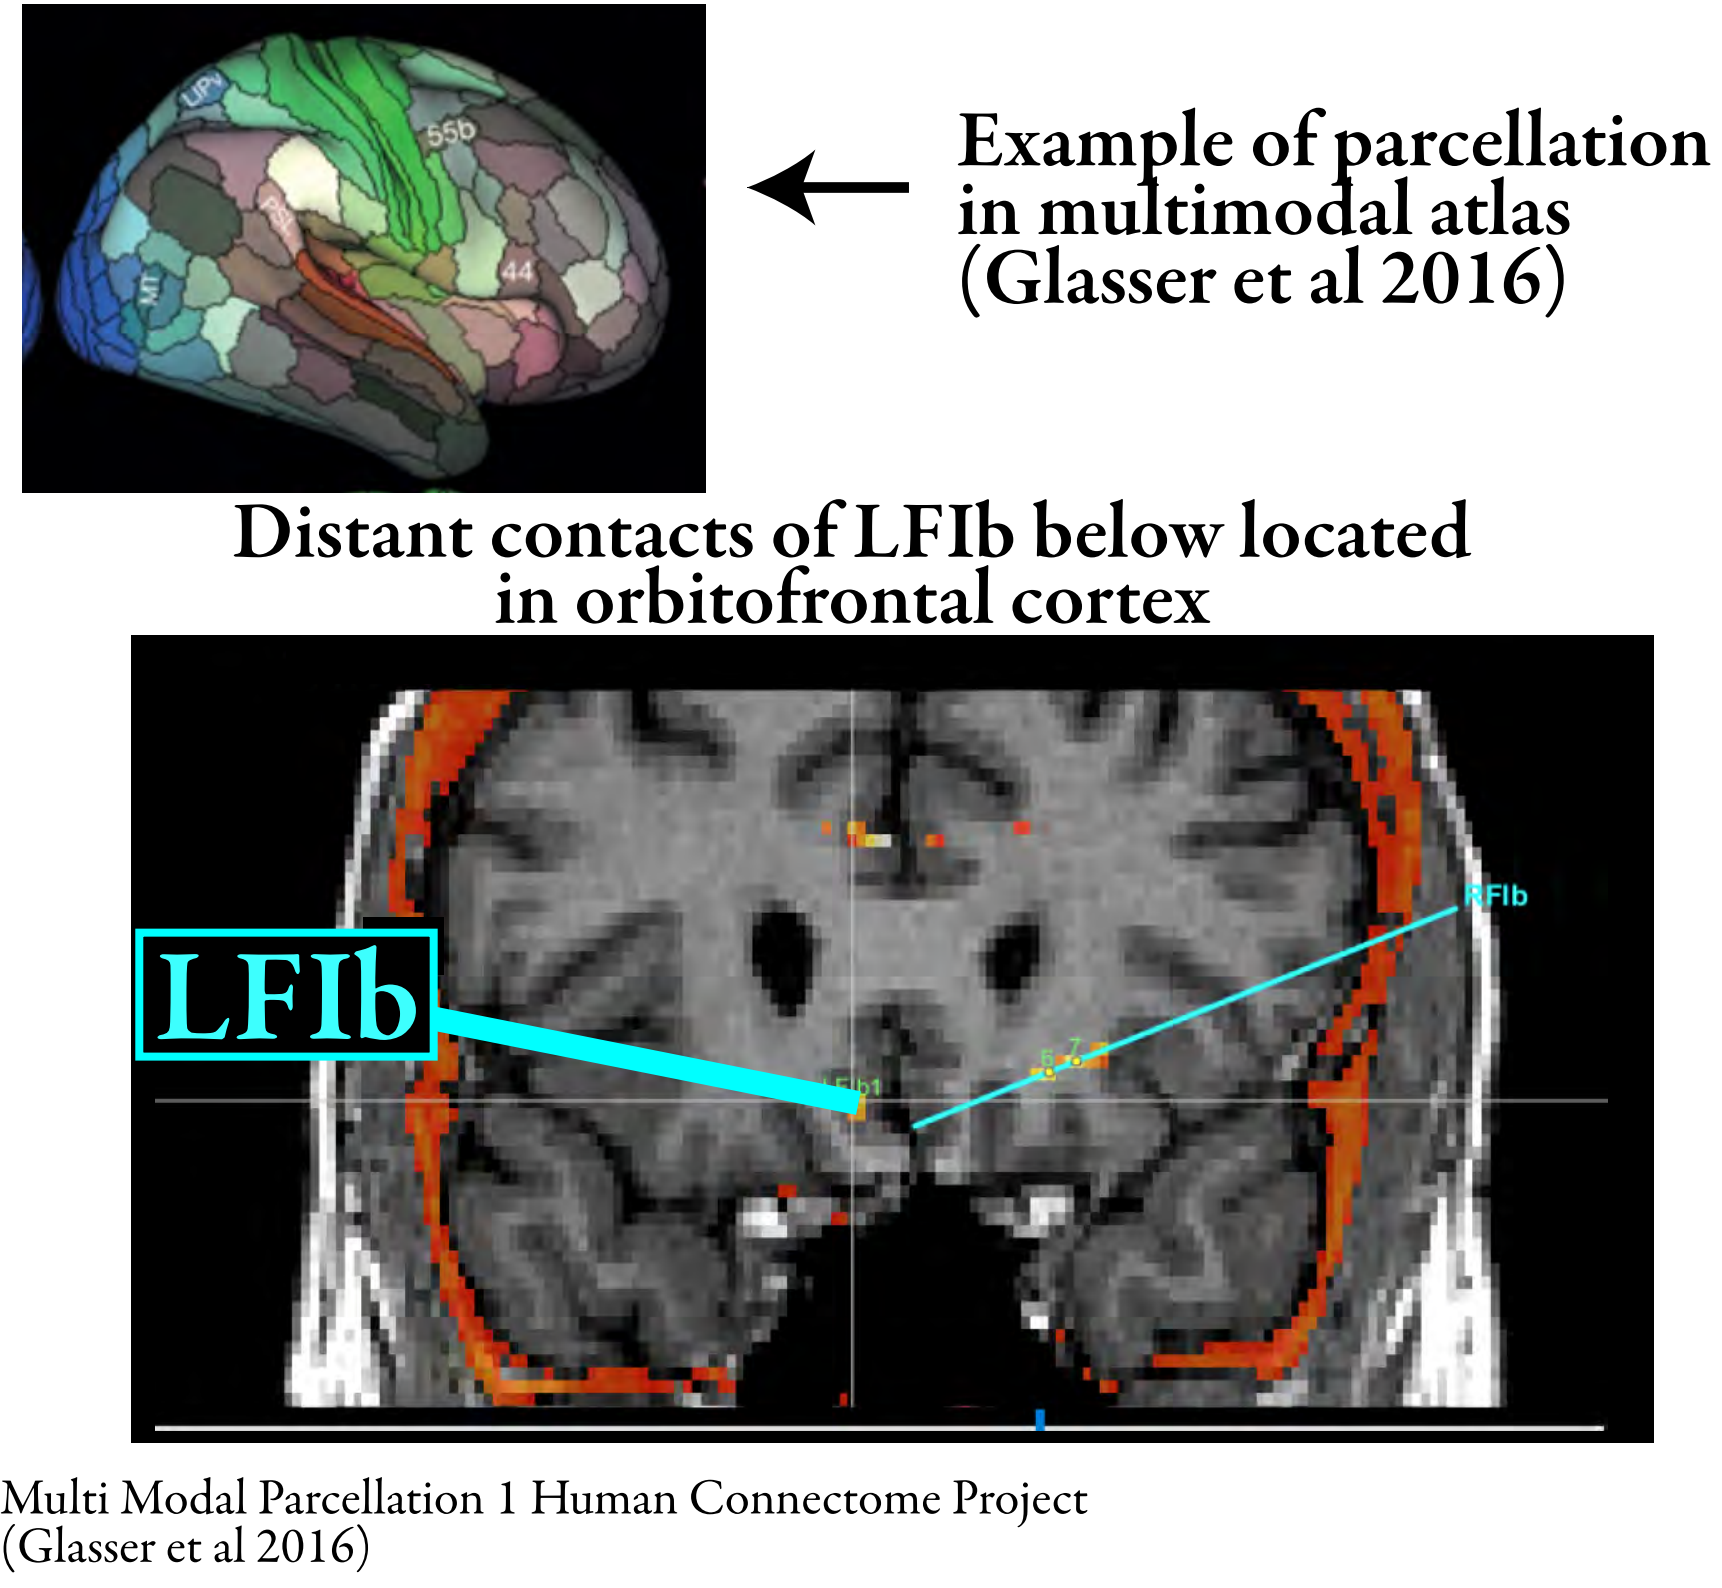 LIPv
55b
PSL
44
MT
Example of parcellation
in multimodal atlas
(Glasser et al 2016)
Distant contacts of LFIb below located
in orbitofrontal cortex
RFIb
LFIb
7
LFIb1
Multi Modal Parcellation 1 Human Connectome Project
(Glasser et al 2016)